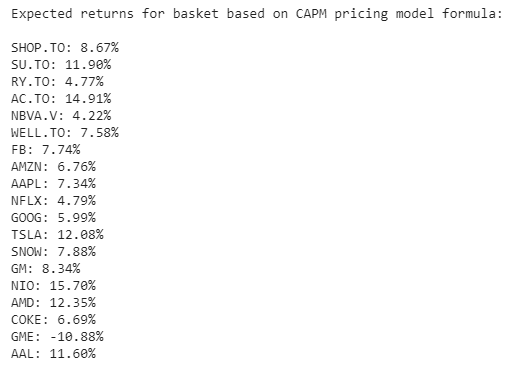 Expected returns for basket based on CAPM pricing model formula:
SHOP.TO: 8.67%
SU.TO: 11.90%
RY.TO: 4.77%
AC.TO: 14.91%
NBVA.V: 4.22%
WELL.TO: 7.58%
FB: 7.74%
AMZN: 6.76%
AAPL: 7.34%
NFLX: 4.79%
GOOG: 5.99%
TSLA: 12.08%
SNOW: 7.88%
GM: 8.34%
NIO: 15.70%
AMD: 12.35%
COKE: 6.69%
GME: -10.88%
AAL: 11.60%